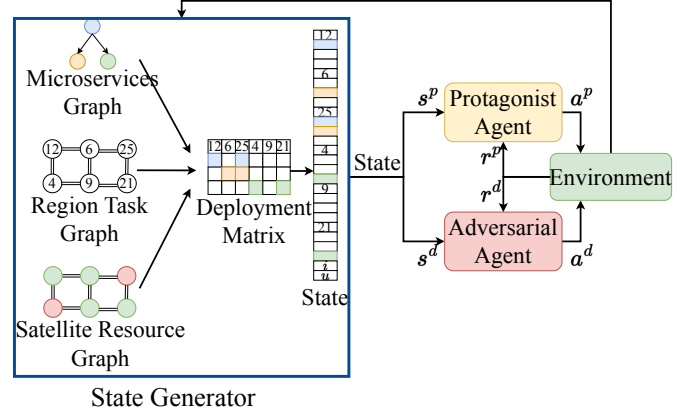 Microservices
Graph
12 6 25
4 9 21
Region Task
Graph
Satellite Resource
Graph
12 6 25 4 9 21
Deployment
Matrix
12
6
25
4
9
21
i
u
State
State Generator
State
s^p
Protagonist
Agent
a^p
r^p
r^d
Environment
s^d
Adversarial
Agent
a^d